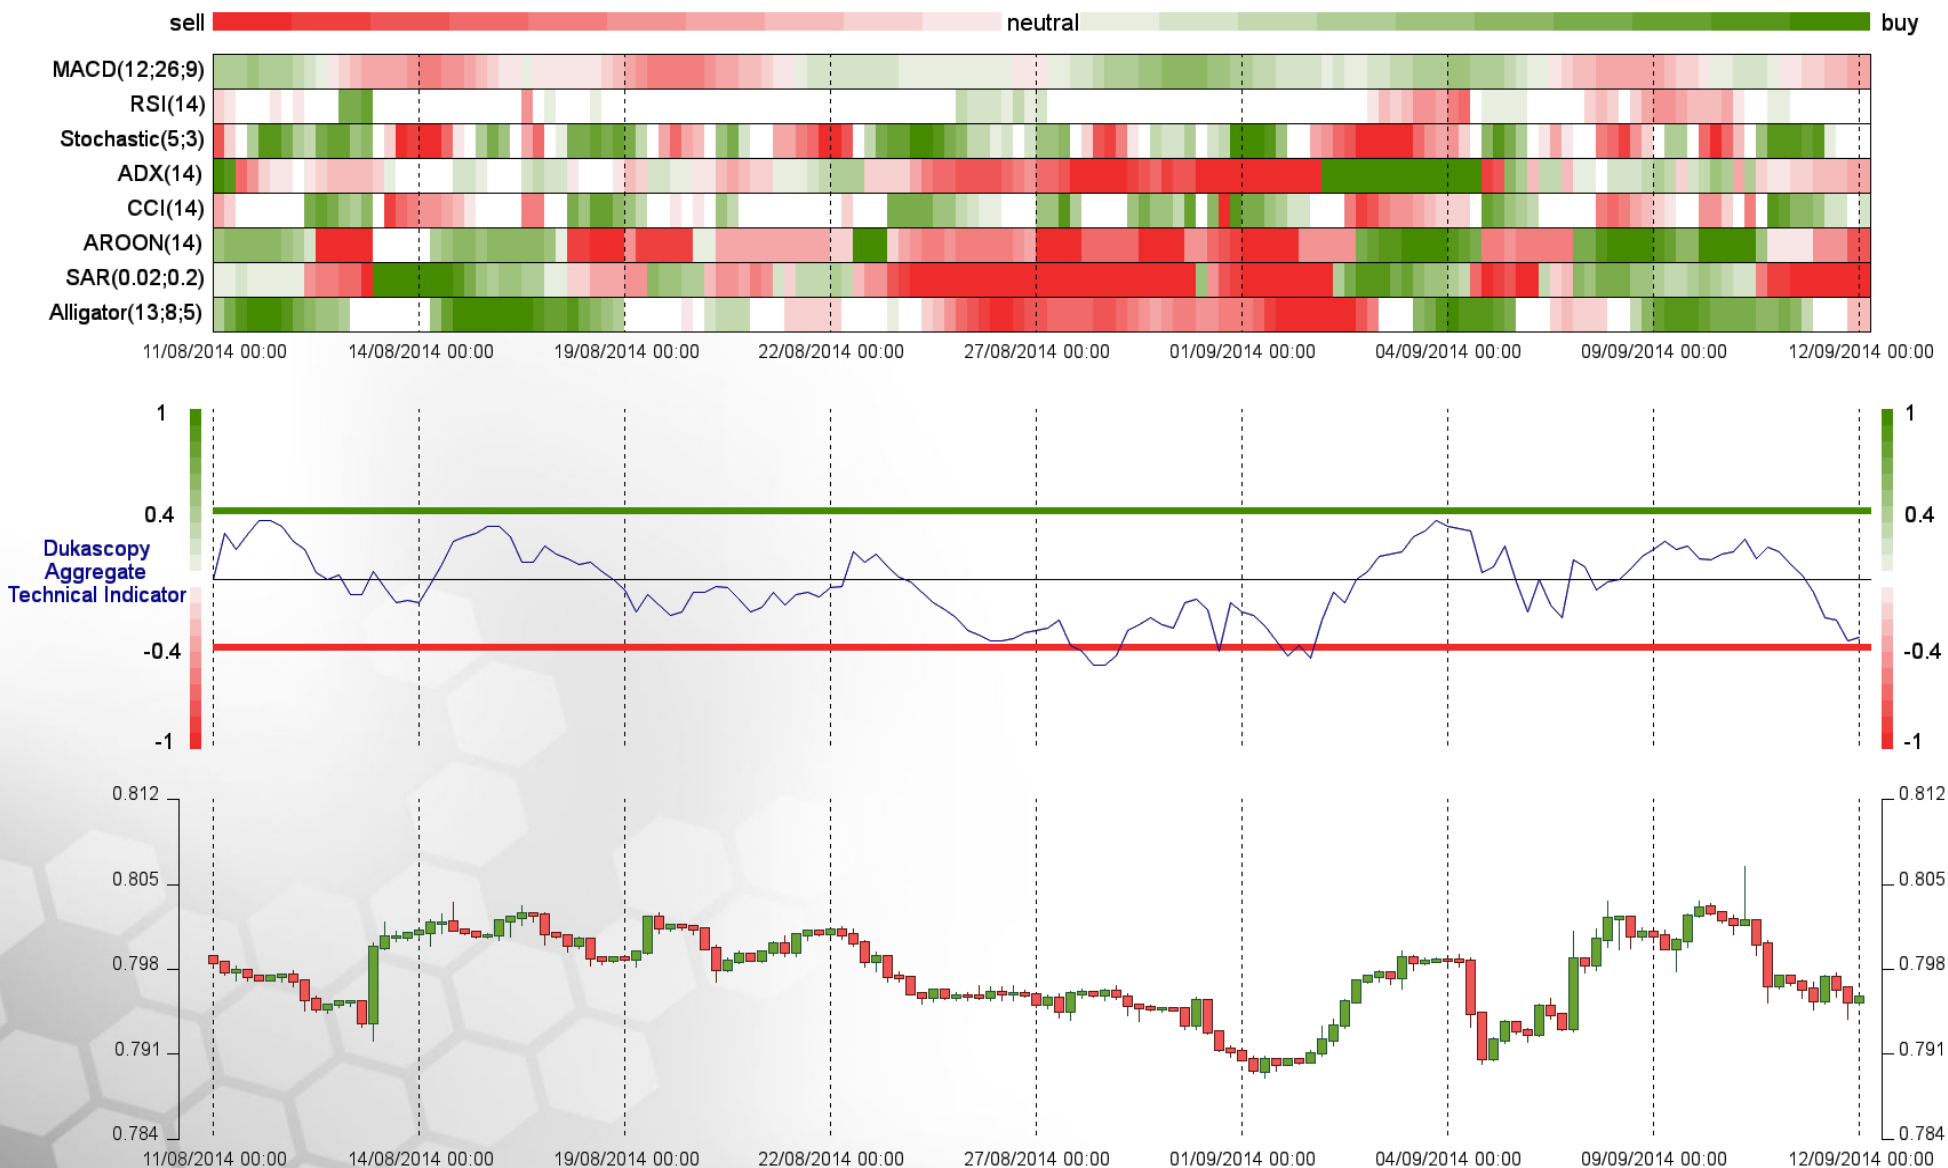 sell neutral buy
MACD(12;26;9)
RSI(14)
Stochastic(5;3)
ADX(14)
CCI(14)
AROON(14)
SAR(0.02;0.2)
Alligator(13;8;5)
11/08/2014 00:00 14/08/2014 00:00 19/08/2014 00:00 22/08/2014 00:00 27/08/2014 00:00 01/09/2014 00:00 04/09/2014 00:00 09/09/2014 00:00 12/09/2014 00:00
1 1
0.4 0.4
Dukascopy
Aggregate
Technical Indicator
-0.4 -0.4
-1 -1
0.812 0.812
0.805 0.805
0.798 0.798
0.791 0.791
0.784 0.784
11/08/2014 00:00 14/08/2014 00:00 19/08/2014 00:00 22/08/2014 00:00 27/08/2014 00:00 01/09/2014 00:00 04/09/2014 00:00 09/09/2014 00:00 12/09/2014 00:00